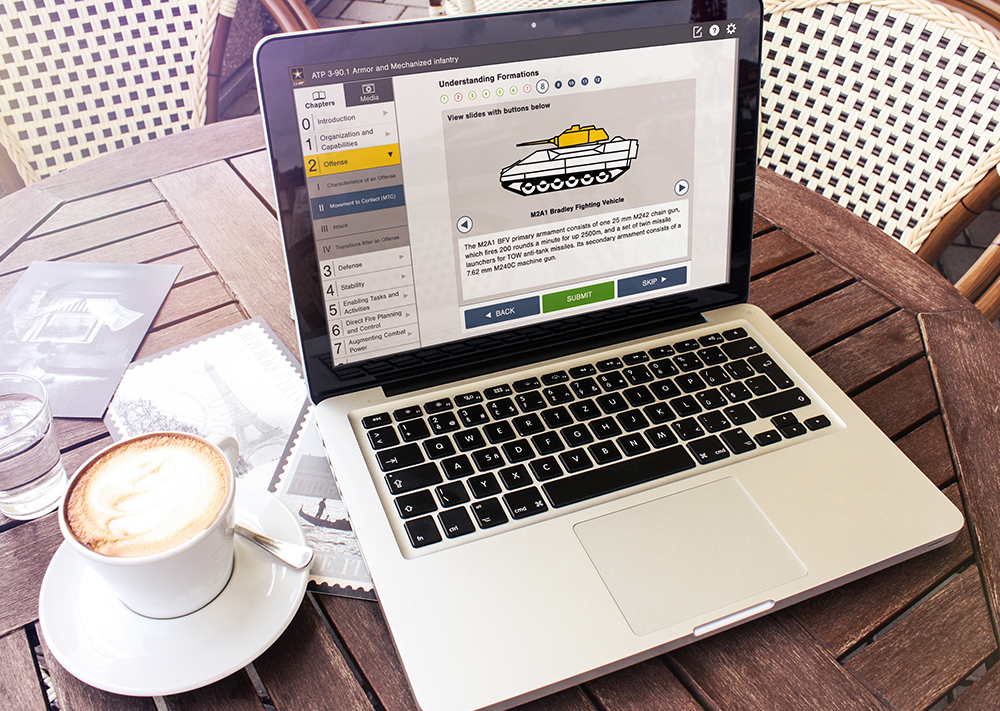 ATP 3-90.1 Armor and Mechanized infantry
?
Chapters
Media
0 Introduction
1 Organization and
Capabilities
2 Offense
I Characteristics of an Offense
II Movement to Contact (MTC)
III Attack
IV Transitions After an Offense
3 Defense
4 Stability
5 Enabling Tasks and
Activities
6 Direct Fire Planning
and Control
7 Augmenting Combat
Power
Understanding Formations
1 2 3 4 5 6 7 8 9 10 11 12
View slides with buttons below
M2A1 Bradley Fighting Vehicle
The M2A1 BFV primary armament consists of one 25 mm M242 chain gun,
which fires 200 rounds a minute for up 2500m, and a set of twin missile
launchers for TOW anti-tank missiles. Its secondary armament consists of a
7.62 mm M240C machine gun.
BACK
SUBMIT
SKIP
Q W E R T Z U I O P
A S D F G H J K L
Y X C V B N M
fn ctrl cmd cmd